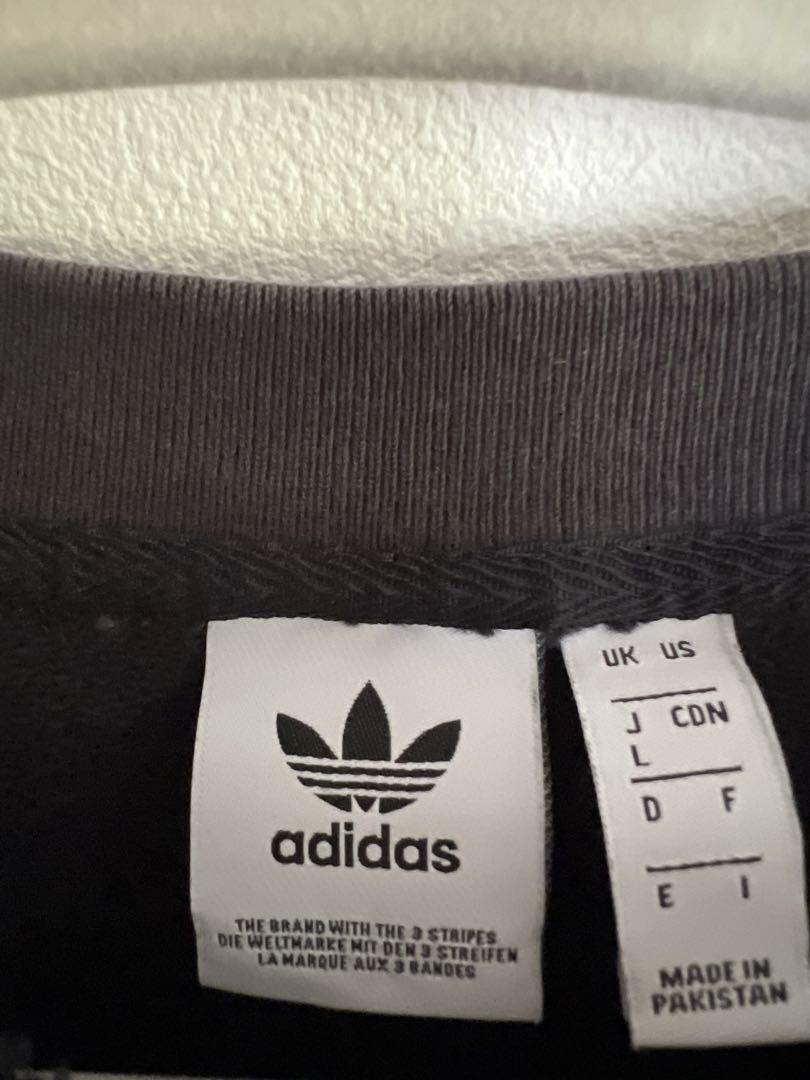 adidas
THE BRAND WITH THE 3 STRIPES
DIE WELTMARKE MIT DEN 3 STREIFEN
LA MARQUE AUX 3 BANDES
UK US
J CDN
L
D F
E I
MADE IN
PAKISTAN